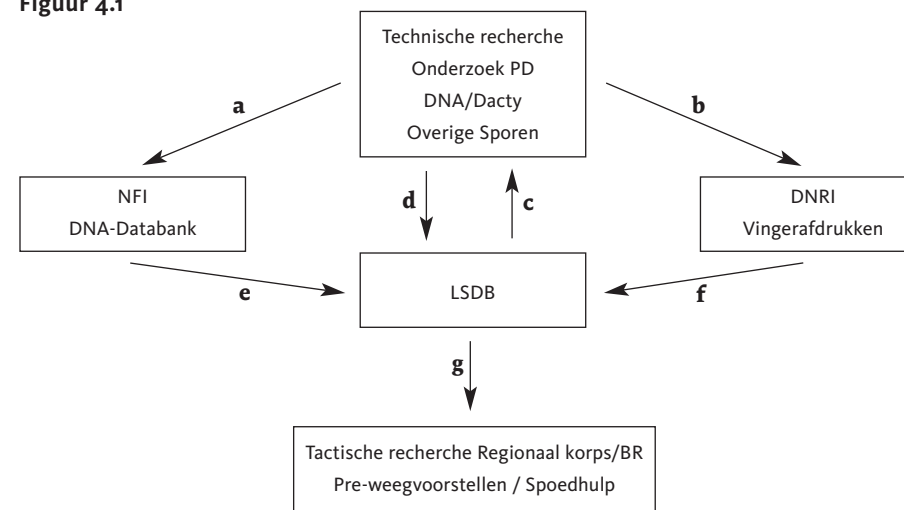 Figuur 4.1
Technische recherche
Onderzoek PD
DNA/Dacty
Overige Sporen
a
b
NFI
DNA-Databank
d
c
DNRI
Vingerafdrukken
e
LSDB
f
g
Tactische recherche Regionaal korps/BR
Pre-weegvoorstellen / Spoedhulp